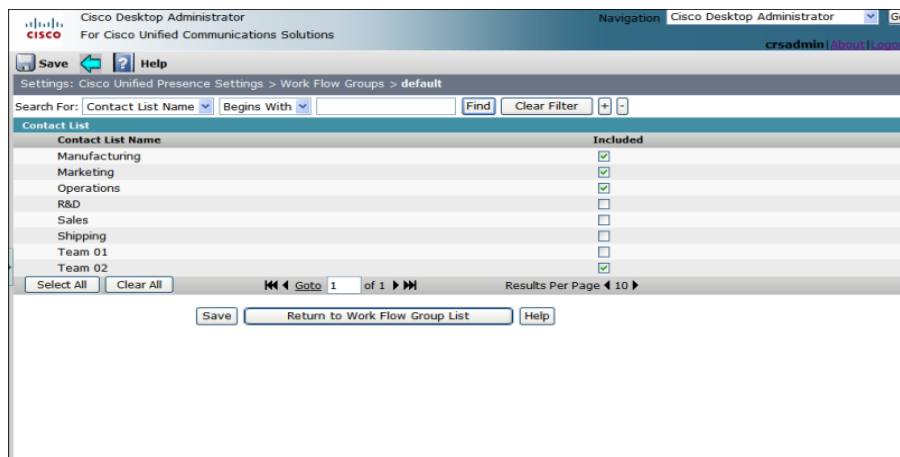 Cisco Desktop Administrator Navigation Cisco Desktop Administrator
CISCO For Cisco Unified Communications Solutions
crsadmin | About | Logo
Save ? Help
Settings: Cisco Unified Presence Settings > Work Flow Groups > default
Search For: Contact List Name Begins With Find Clear Filter + -
Contact List
Contact List Name Included
Manufacturing
Marketing
Operations
R&D
Sales
Shipping
Team 01
Team 02
Select All Clear All Goto 1 of 1 Results Per Page 10
Save Return to Work Flow Group List Help